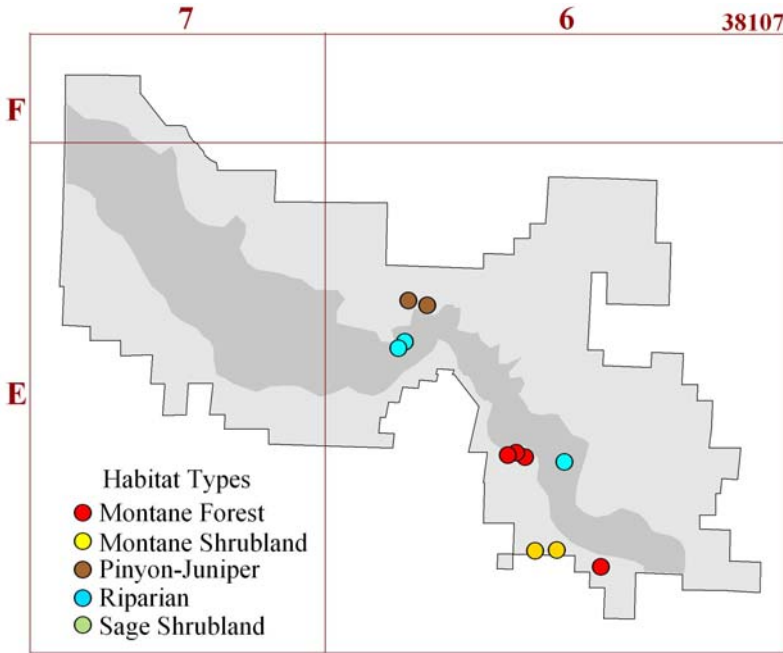 7 6 38107
F
E
Habitat Types
Montane Forest
Montane Shrubland
Pinyon-Juniper
Riparian
Sage Shrubland